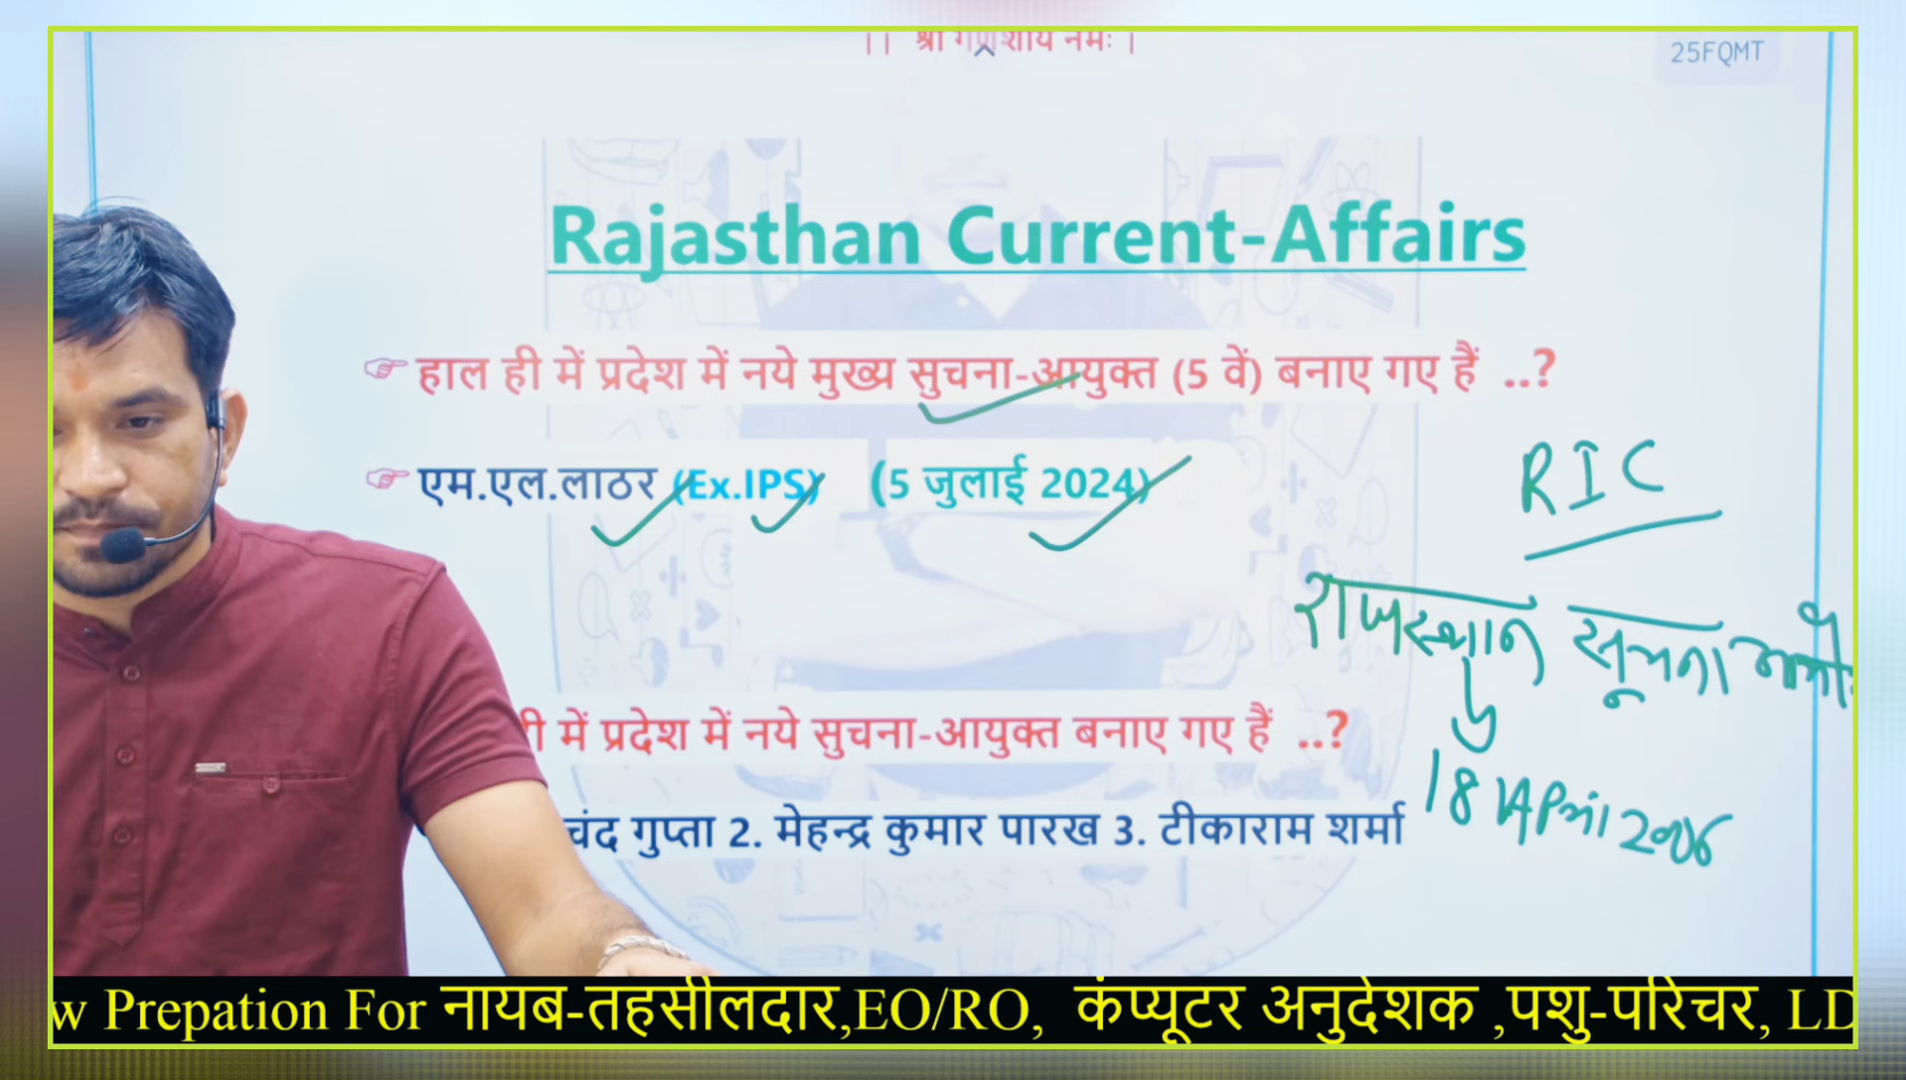 || श्री गणेशाय नमः |
25FQMT
Rajasthan Current-Affairs
☞ हाल ही में प्रदेश में नये मुख्य सुचना-आयुक्त (5 वें) बनाए गए हैं ..?
☞ एम.एल.लाठर (Ex.IPS) (5 जुलाई 2024)
RIC
राजस्थान सूचना
18 April 2006
में प्रदेश में नये सुचना-आयुक्त बनाए गए हैं ..?
चंद गुप्ता 2. मेहन्द्र कुमार पारख 3. टीकाराम शर्मा
w Prepation For नायब-तहसीलदार,EO/RO, कंप्यूटर अनुदेशक ,पशु-परिचर, LD